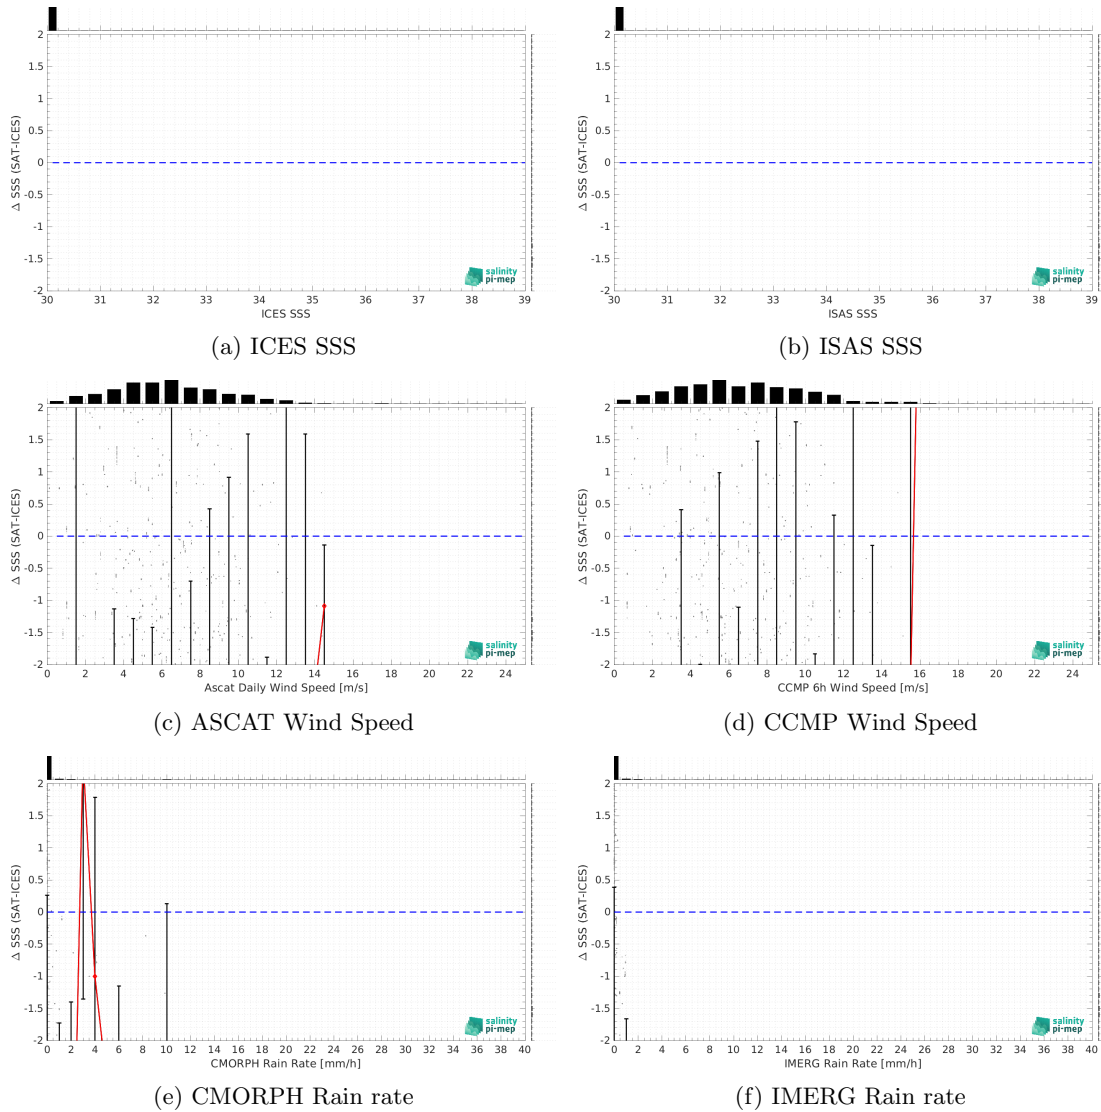 2
1.5
1
0.5
0
-0.5
-1
-1.5
-2
Δ SSS (SAT-ICES)
30 31 32 33 34 35 36 37 38 39
ICES SSS
salinity
pi-mep
(a) ICES SSS
2
1.5
1
0.5
0
-0.5
-1
-1.5
-2
Δ SSS (SAT-ICES)
30 31 32 33 34 35 36 37 38 39
ISAS SSS
salinity
pi-mep
(b) ISAS SSS
2
1.5
1
0.5
0
-0.5
-1
-1.5
-2
Δ SSS (SAT-ICES)
0 2 4 6 8 10 12 14 16 18 20 22 24
Ascat Daily Wind Speed [m/s]
salinity
pi-mep
(c) ASCAT Wind Speed
2
1.5
1
0.5
0
-0.5
-1
-1.5
-2
Δ SSS (SAT-ICES)
0 2 4 6 8 10 12 14 16 18 20 22 24
CCMP 6h Wind Speed [m/s]
salinity
pi-mep
(d) CCMP Wind Speed
2
1.5
1
0.5
0
-0.5
-1
-1.5
-2
Δ SSS (SAT-ICES)
0 2 4 6 8 10 12 14 16 18 20 22 24 26 28 30 32 34 36 38 40
CMORPH Rain Rate [mm/h]
salinity
pi-mep
(e) CMORPH Rain rate
2
1.5
1
0.5
0
-0.5
-1
-1.5
-2
Δ SSS (SAT-ICES)
0 2 4 6 8 10 12 14 16 18 20 22 24 26 28 30 32 34 36 38 40
IMERG Rain Rate [mm/h]
salinity
pi-mep
(f) IMERG Rain rate